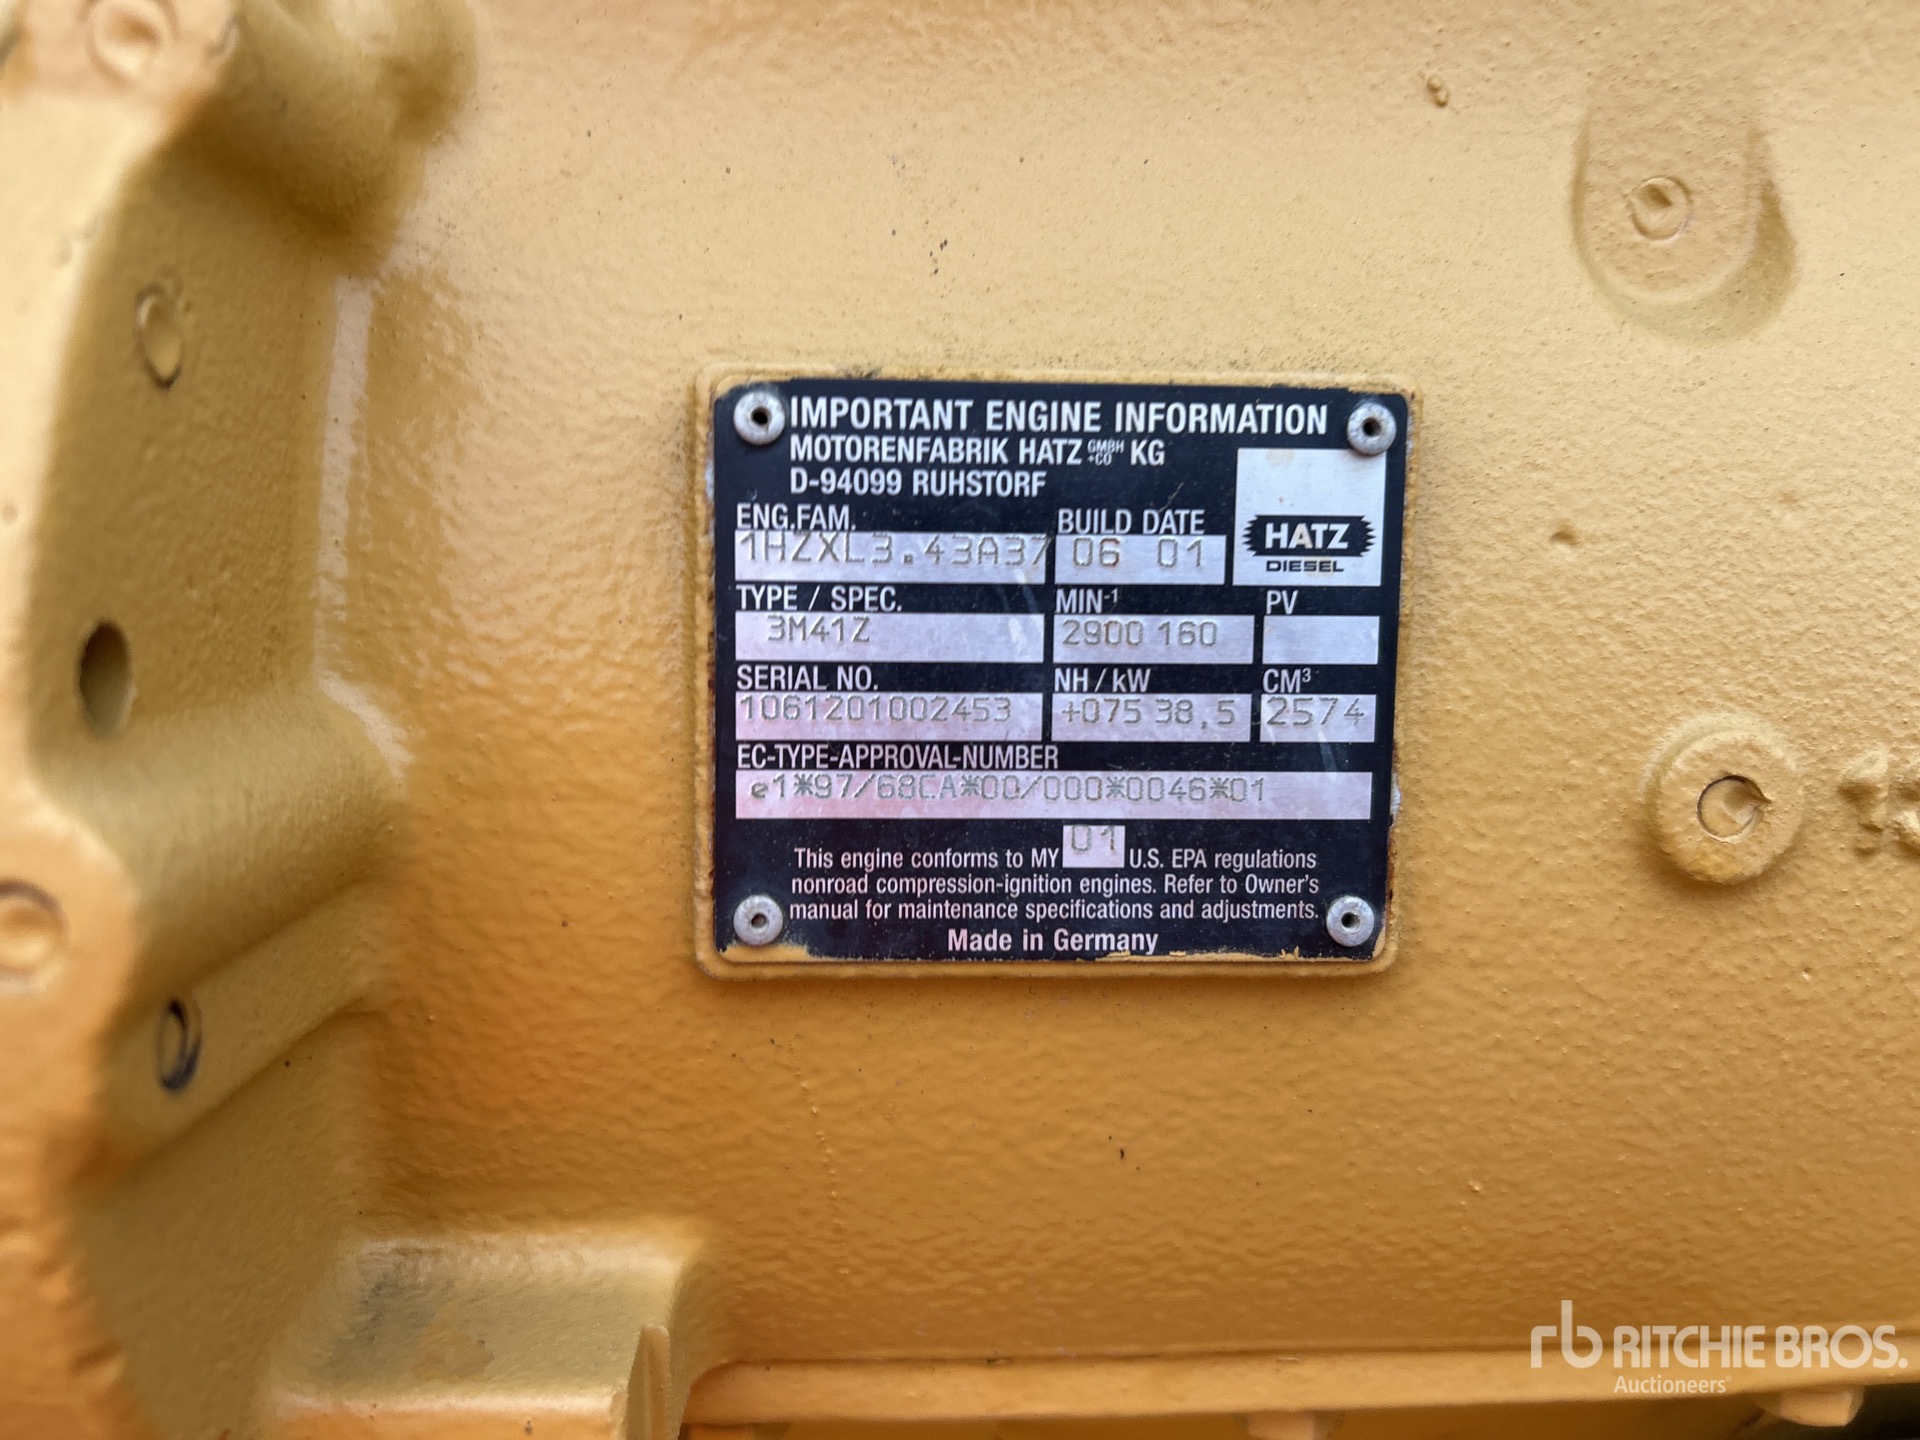 IMPORTANT ENGINE INFORMATION
MOTORENFABRIK HATZ GMBH +CO KG
D-94099 RUHSTORF
ENG.FAM. BUILD DATE
1HZXL3.43A37 06 01
HATZ
DIESEL
TYPE / SPEC. MIN-1 PV
3M41Z 2900 160
SERIAL NO. NH / kW CM³
1061201002453 +075 38,5 2574
EC-TYPE-APPROVAL-NUMBER
e1*97/68CA*00/000*0046*01
This engine conforms to MY 01 U.S. EPA regulations
nonroad compression-ignition engines. Refer to Owner's
manual for maintenance specifications and adjustments.
Made in Germany
rb RITCHIE BROS.
Auctioneers